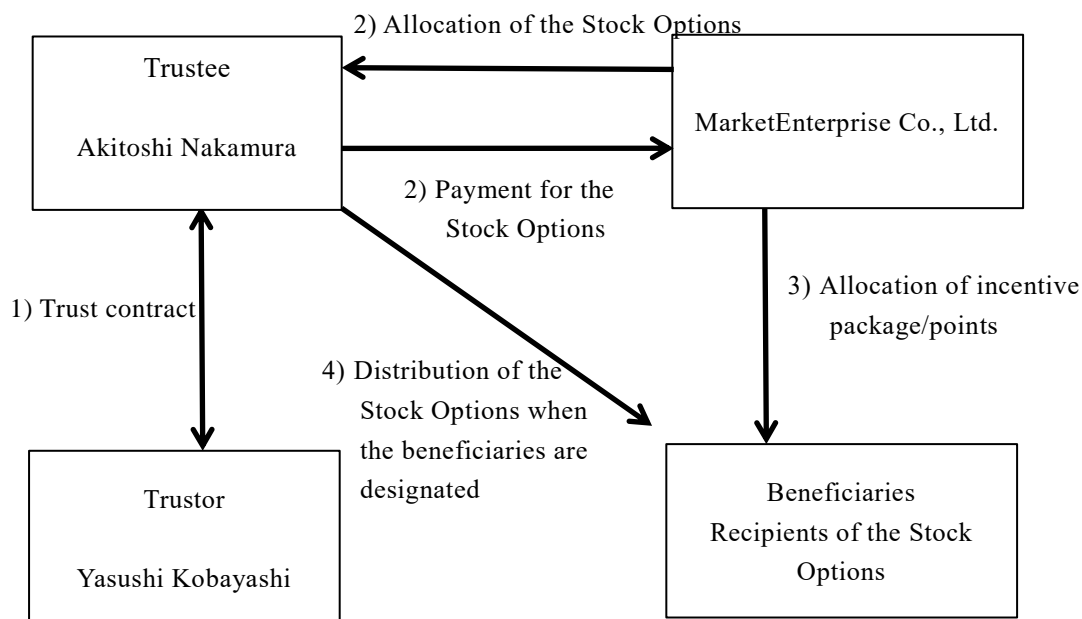 2) Allocation of the Stock Options
Trustee
Akitoshi Nakamura
MarketEnterprise Co., Ltd.
2) Payment for the
Stock Options
1) Trust contract
3) Allocation of incentive
package/points
4) Distribution of the
Stock Options when
the beneficiaries are
designated
Trustor
Yasushi Kobayashi
Beneficiaries
Recipients of the Stock
Options